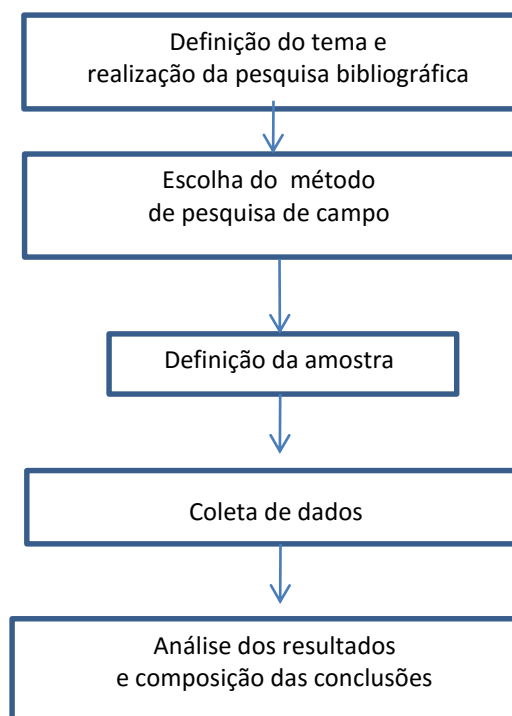 Definição do tema e
realização da pesquisa bibliográfica
Escolha do método
de pesquisa de campo
Definição da amostra
Coleta de dados
Análise dos resultados
e composição das conclusões